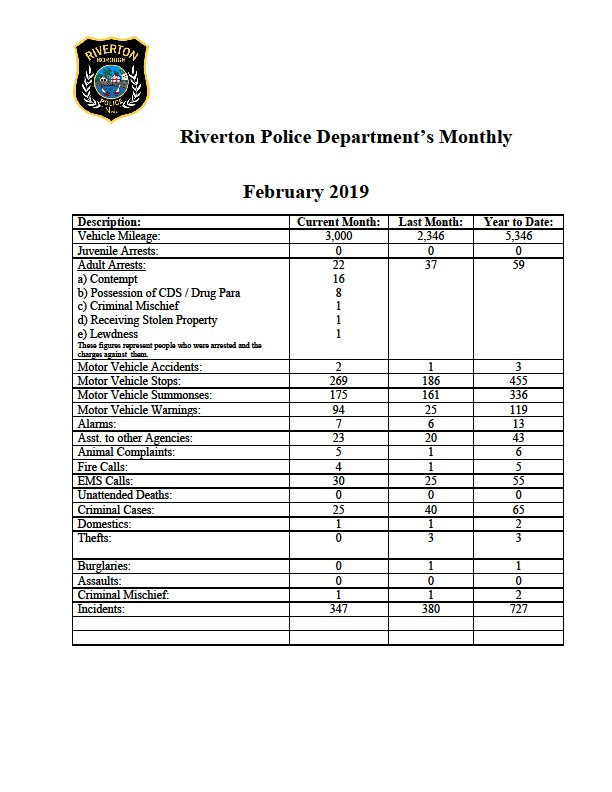 RIVERTON
BOROUGH
POLICE
N.J.
Riverton Police Department’s Monthly
February 2019
Description: Current Month: Last Month: Year to Date:
Vehicle Mileage: 3,000 2,346 5,346
Juvenile Arrests: 0 0 0
Adult Arrests: 22 37 59
a) Contempt 16
b) Possession of CDS / Drug Para 8
c) Criminal Mischief 1
d) Receiving Stolen Property 1
e) Lewdness 1
These figures represent people who were arrested and the
charges against them.
Motor Vehicle Accidents: 2 1 3
Motor Vehicle Stops: 269 186 455
Motor Vehicle Summonses: 175 161 336
Motor Vehicle Warnings: 94 25 119
Alarms: 7 6 13
Asst. to other Agencies: 23 20 43
Animal Complaints: 5 1 6
Fire Calls: 4 1 5
EMS Calls: 30 25 55
Unattended Deaths: 0 0 0
Criminal Cases: 25 40 65
Domestics: 1 1 2
Thefts: 0 3 3
Burglaries: 0 1 1
Assaults: 0 0 0
Criminal Mischief: 1 1 2
Incidents: 347 380 727